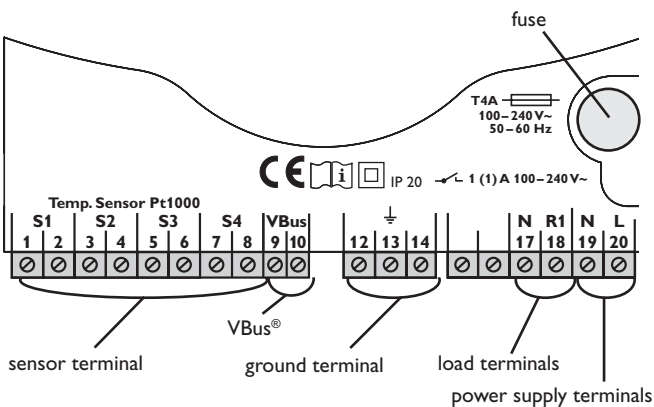 fuse
T4A
100–240 V~
50–60 Hz
CE i IP 20 1 (1) A 100–240 V~
Temp. Sensor Pt1000
S1 S2 S3 S4 VBus N R1 N L
1 2 3 4 5 6 7 8 9 10 12 13 14 17 18 19 20
VBus®
sensor terminal ground terminal load terminals
power supply terminals